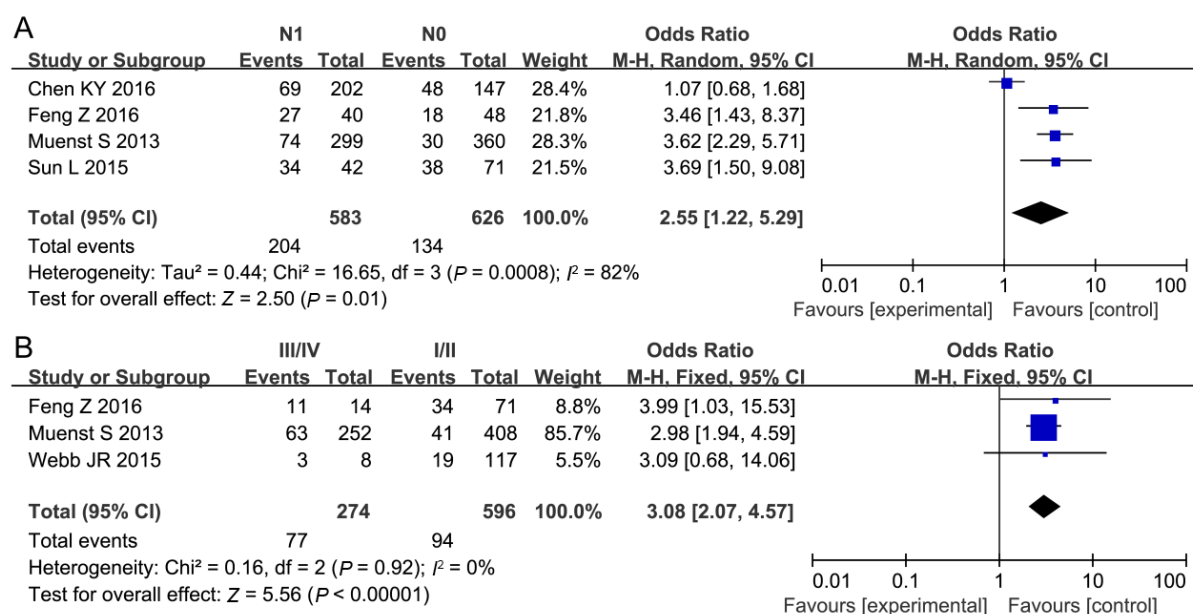 A
N1 N0 Odds Ratio Odds Ratio
Study or Subgroup Events Total Events Total Weight M-H, Random, 95% CI M-H, Random, 95% CI
Chen KY 2016 69 202 48 147 28.4% 1.07 [0.68, 1.68]
Feng Z 2016 27 40 18 48 21.8% 3.46 [1.43, 8.37]
Muenst S 2013 74 299 30 360 28.3% 3.62 [2.29, 5.71]
Sun L 2015 34 42 38 71 21.5% 3.69 [1.50, 9.08]
Total (95% CI) 583 626 100.0% 2.55 [1.22, 5.29]
Total events 204 134
Heterogeneity: Tau² = 0.44; Chi² = 16.65, df = 3 (P = 0.0008); I² = 82%
Test for overall effect: Z = 2.50 (P = 0.01)
0.01 0.1 1 10 100
Favours [experimental] Favours [control]
B
III/IV I/II Odds Ratio Odds Ratio
Study or Subgroup Events Total Events Total Weight M-H, Fixed, 95% CI M-H, Fixed, 95% CI
Feng Z 2016 11 14 34 71 8.8% 3.99 [1.03, 15.53]
Muenst S 2013 63 252 41 408 85.7% 2.98 [1.94, 4.59]
Webb JR 2015 3 8 19 117 5.5% 3.09 [0.68, 14.06]
Total (95% CI) 274 596 100.0% 3.08 [2.07, 4.57]
Total events 77 94
Heterogeneity: Chi² = 0.16, df = 2 (P = 0.92); I² = 0%
Test for overall effect: Z = 5.56 (P < 0.00001)
0.01 0.1 1 10 100
Favours [experimental] Favours [control]